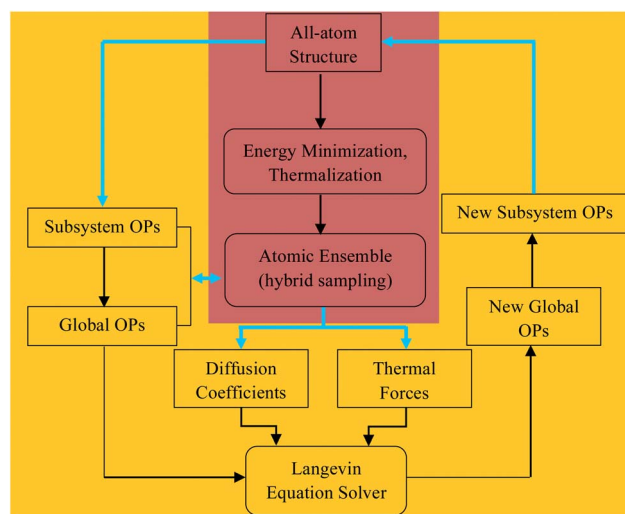 All-atom
Structure
Energy Minimization,
Thermalization
Subsystem OPs
New Subsystem OPs
Atomic Ensemble
(hybrid sampling)
Global OPs
New Global
OPs
Diffusion
Coefficients
Thermal
Forces
Langevin
Equation Solver